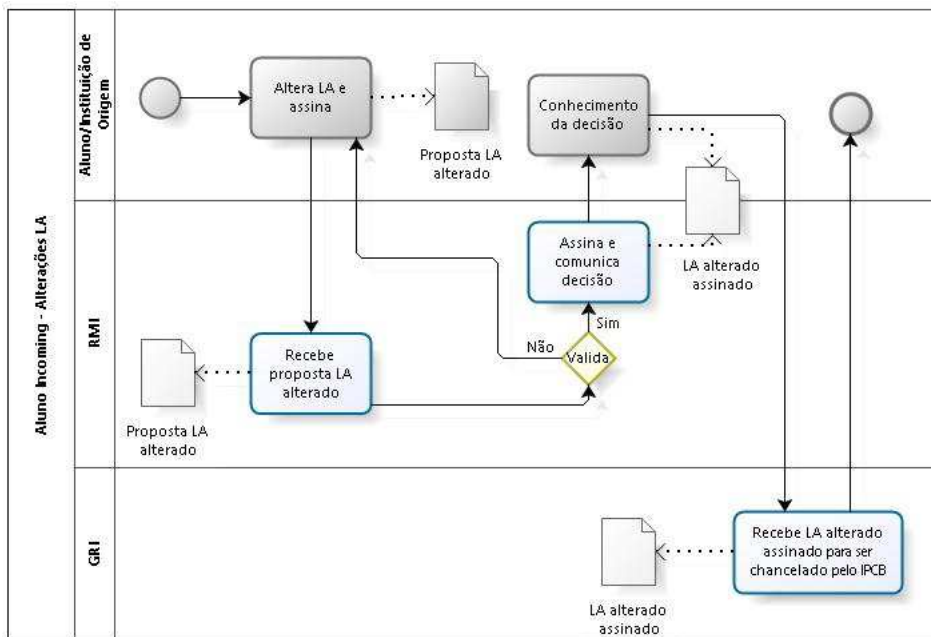 Aluno Incoming - Alterações LA
Aluno/Instituição de
Origem
Altera LA e
assina
Proposta LA
alterado
Conhecimento
da decisão
RMI
Assina e
comunica
decisão
LA alterado
assinado
Sim
Não
Valida
Recebe
proposta LA
alterado
Proposta LA
alterado
GRI
Recebe LA alterado
assinado para ser
chancelado pelo IPCB
LA alterado
assinado